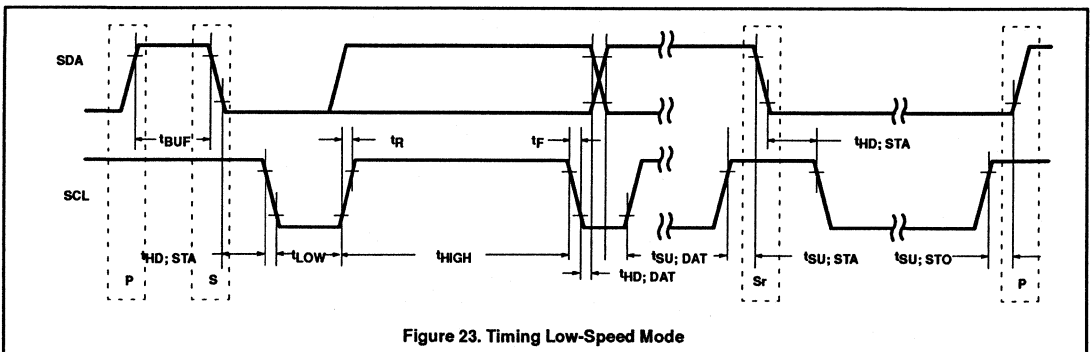 SDA
tBUF
tR
tF
tHD; STA
SCL
tHD; STA
tLOW
tHIGH
tSU; DAT
tSU; STA
tSU; STO
tHD; DAT
P
S
Sr
P
Figure 23. Timing Low-Speed Mode